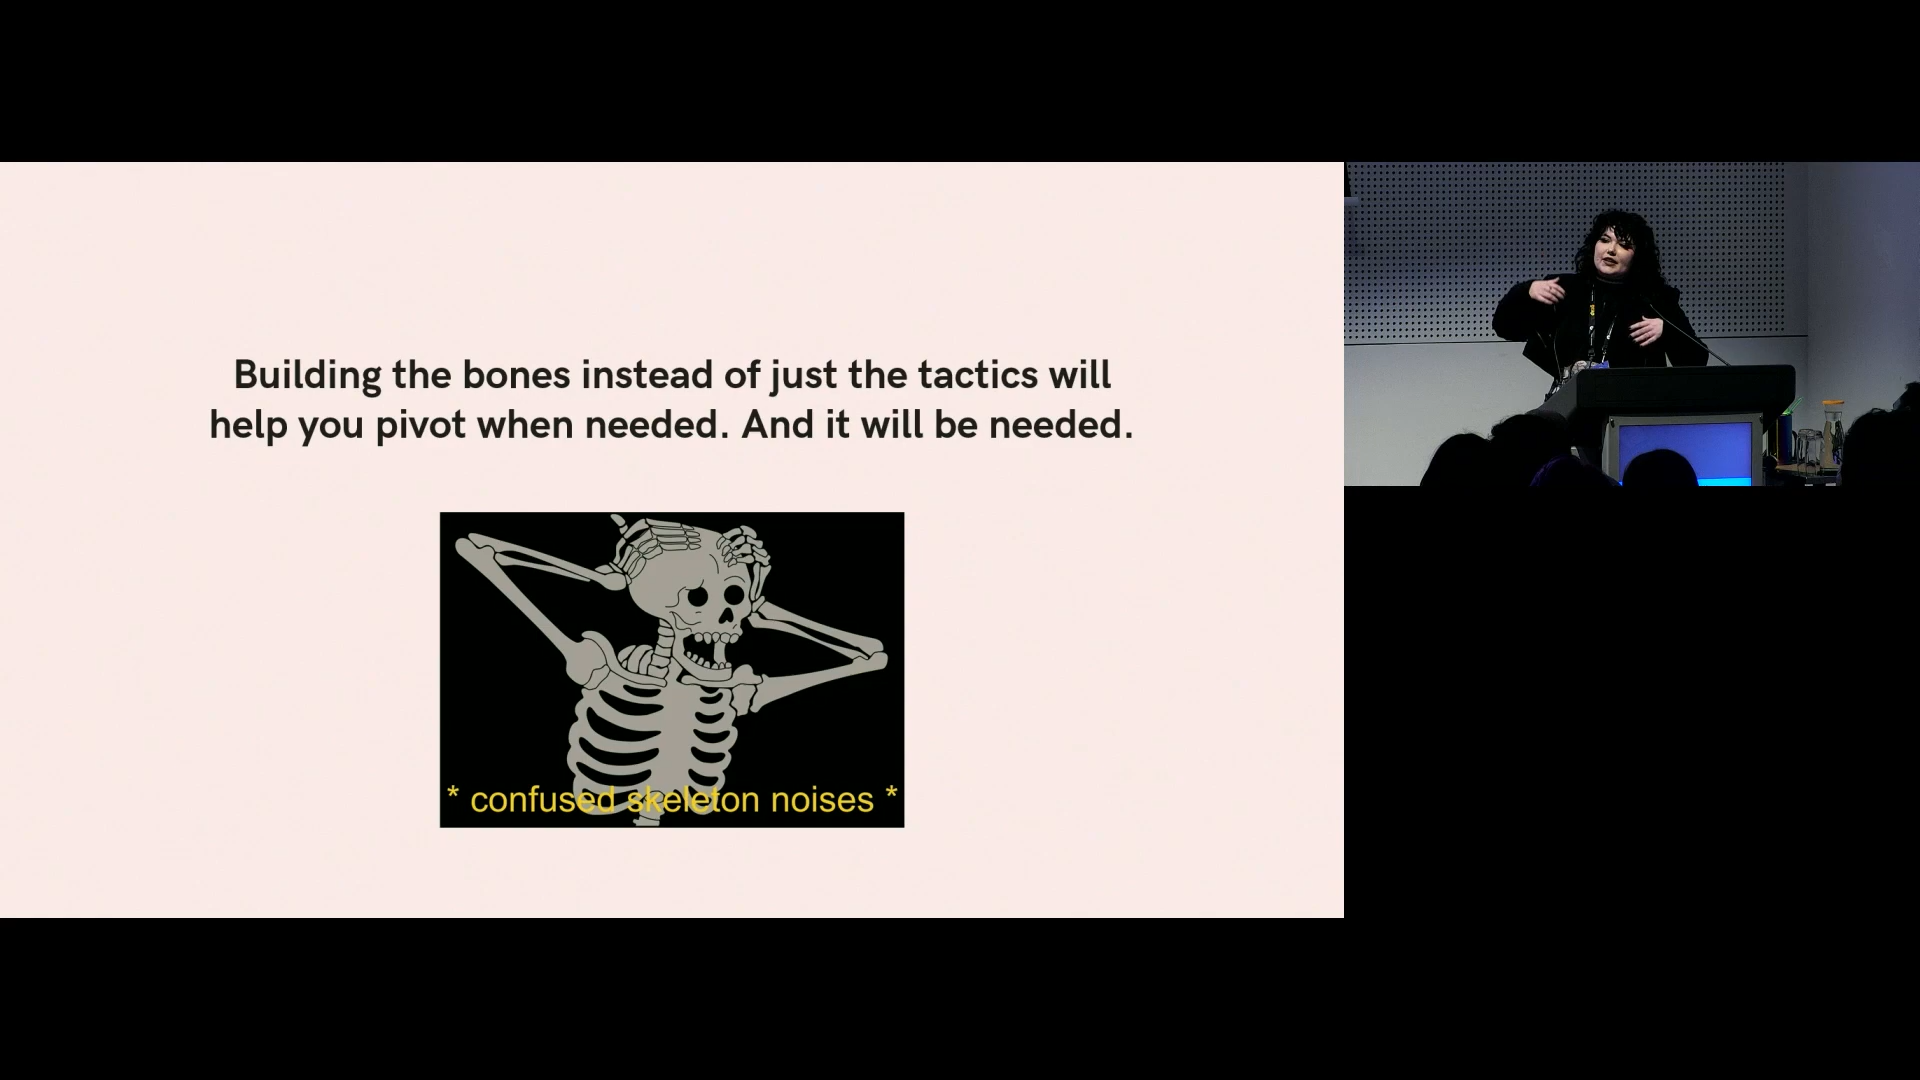 Building the bones instead of just the tactics will
help you pivot when needed. And it will be needed.
* confused skeleton noises *